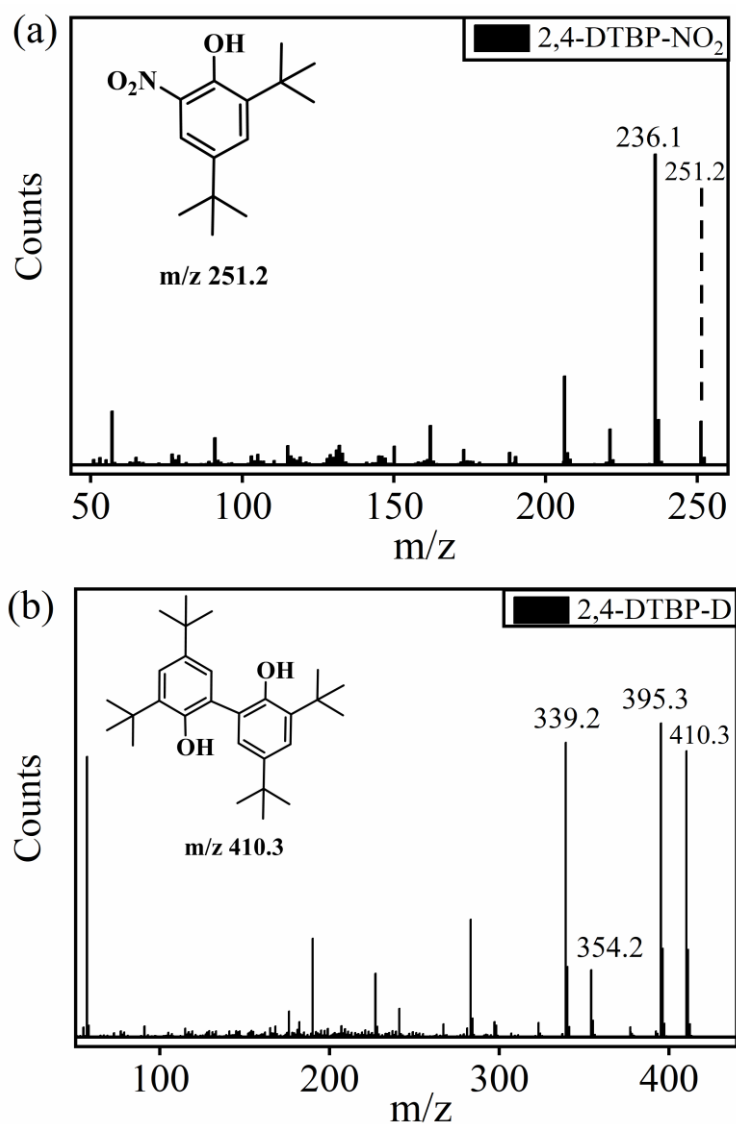 (a)
2,4-DTBP-NO₂
OH
O₂N
m/z 251.2
236.1
251.2
Counts
50 100 150 200 250
m/z
(b)
2,4-DTBP-D
OH
OH
m/z 410.3
395.3
339.2
410.3
354.2
Counts
100 200 300 400
m/z